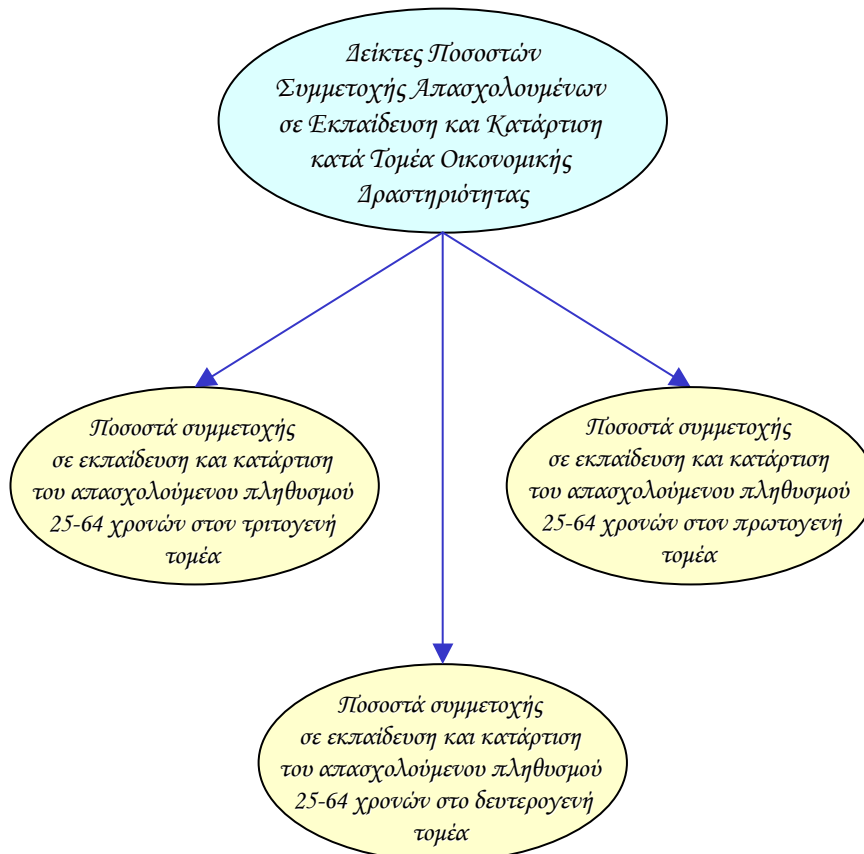 Δείκτες Ποσοστών
Συμμετοχής Απασχολουμένων
σε Εκπαίδευση και Κατάρτιση
κατά Τομέα Οικονομικής
Δραστηριότητας
Ποσοστά συμμετοχής
σε εκπαίδευση και κατάρτιση
του απασχολούμενου πληθυσμού
25-64 χρονών στον τριτογενή
τομέα
Ποσοστά συμμετοχής
σε εκπαίδευση και κατάρτιση
του απασχολούμενου πληθυσμού
25-64 χρονών στον πρωτογενή
τομέα
Ποσοστά συμμετοχής
σε εκπαίδευση και κατάρτιση
του απασχολούμενου πληθυσμού
25-64 χρονών στο δευτερογενή
τομέα